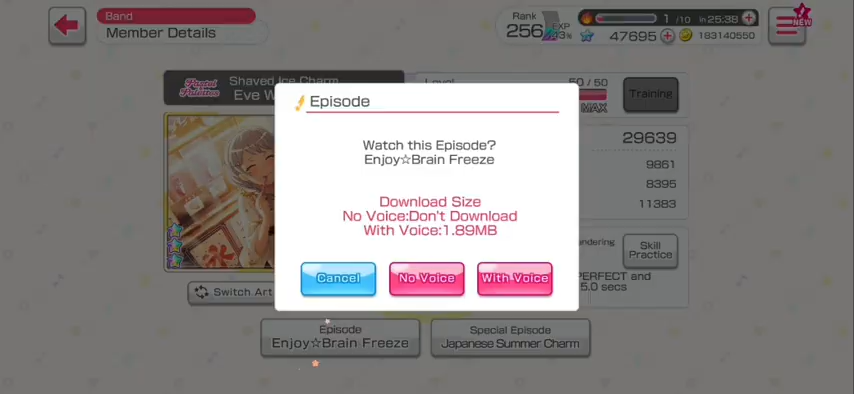 Band
Member Details
Rank
256
EXP
1/10
In 25:38
47695
183140550
NEW
Pastel Palettes
Shaved Ice Charm
Eve W
Level
50/50
MAX
Training
Episode
29639
Watch this Episode?
Enjoy☆Brain Freeze
9861
8395
11383
Download Size
No Voice:Don't Download
With Voice:1.89MB
Skill
Practice
PERFECT and
5.0 secs
Cancel
No Voice
With Voice
Switch Art
Episode
Enjoy☆Brain Freeze
Special Episode
Japanese Summer Charm